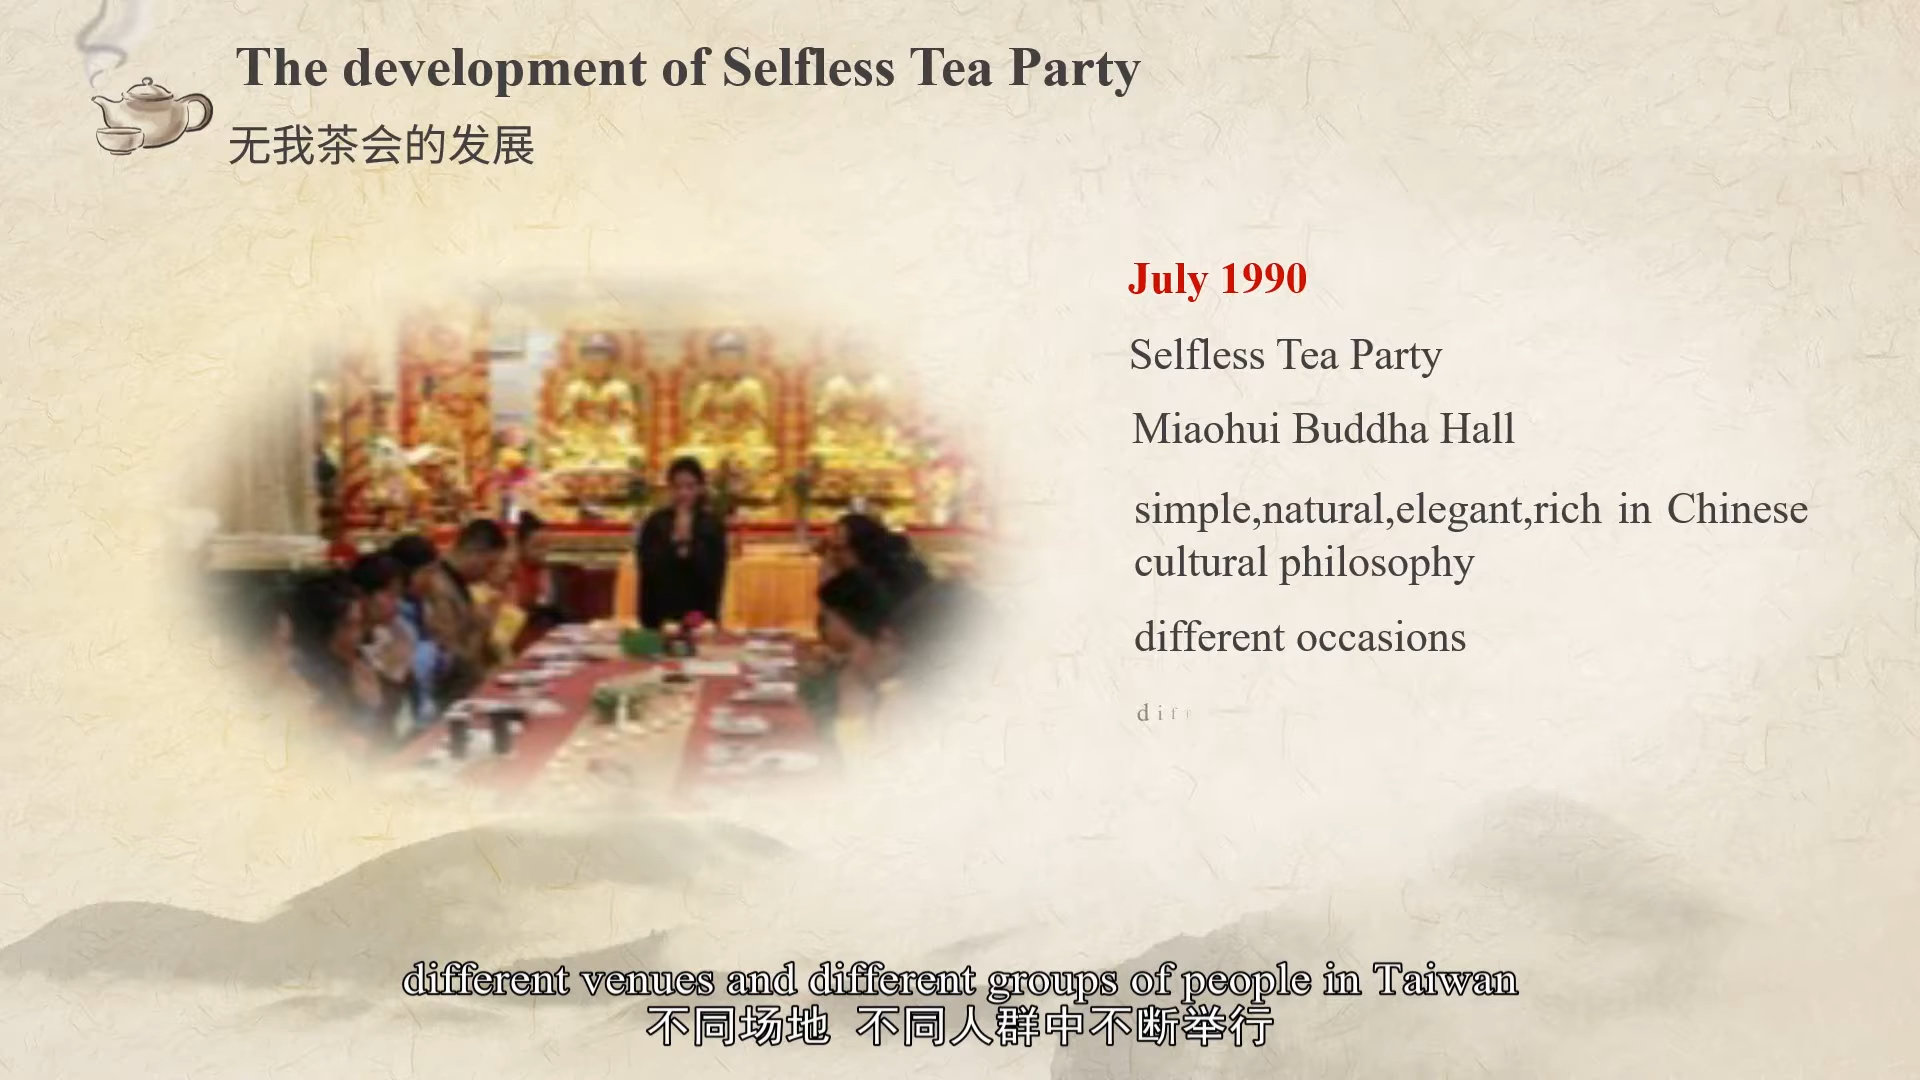 The development of Selfless Tea Party
无我茶会的发展
July 1990
Selfless Tea Party
Miaohui Buddha Hall
simple,natural,elegant,rich in Chinese
cultural philosophy
different occasions
different venues and different groups of people in Taiwan
不同场地 不同人群中不断举行